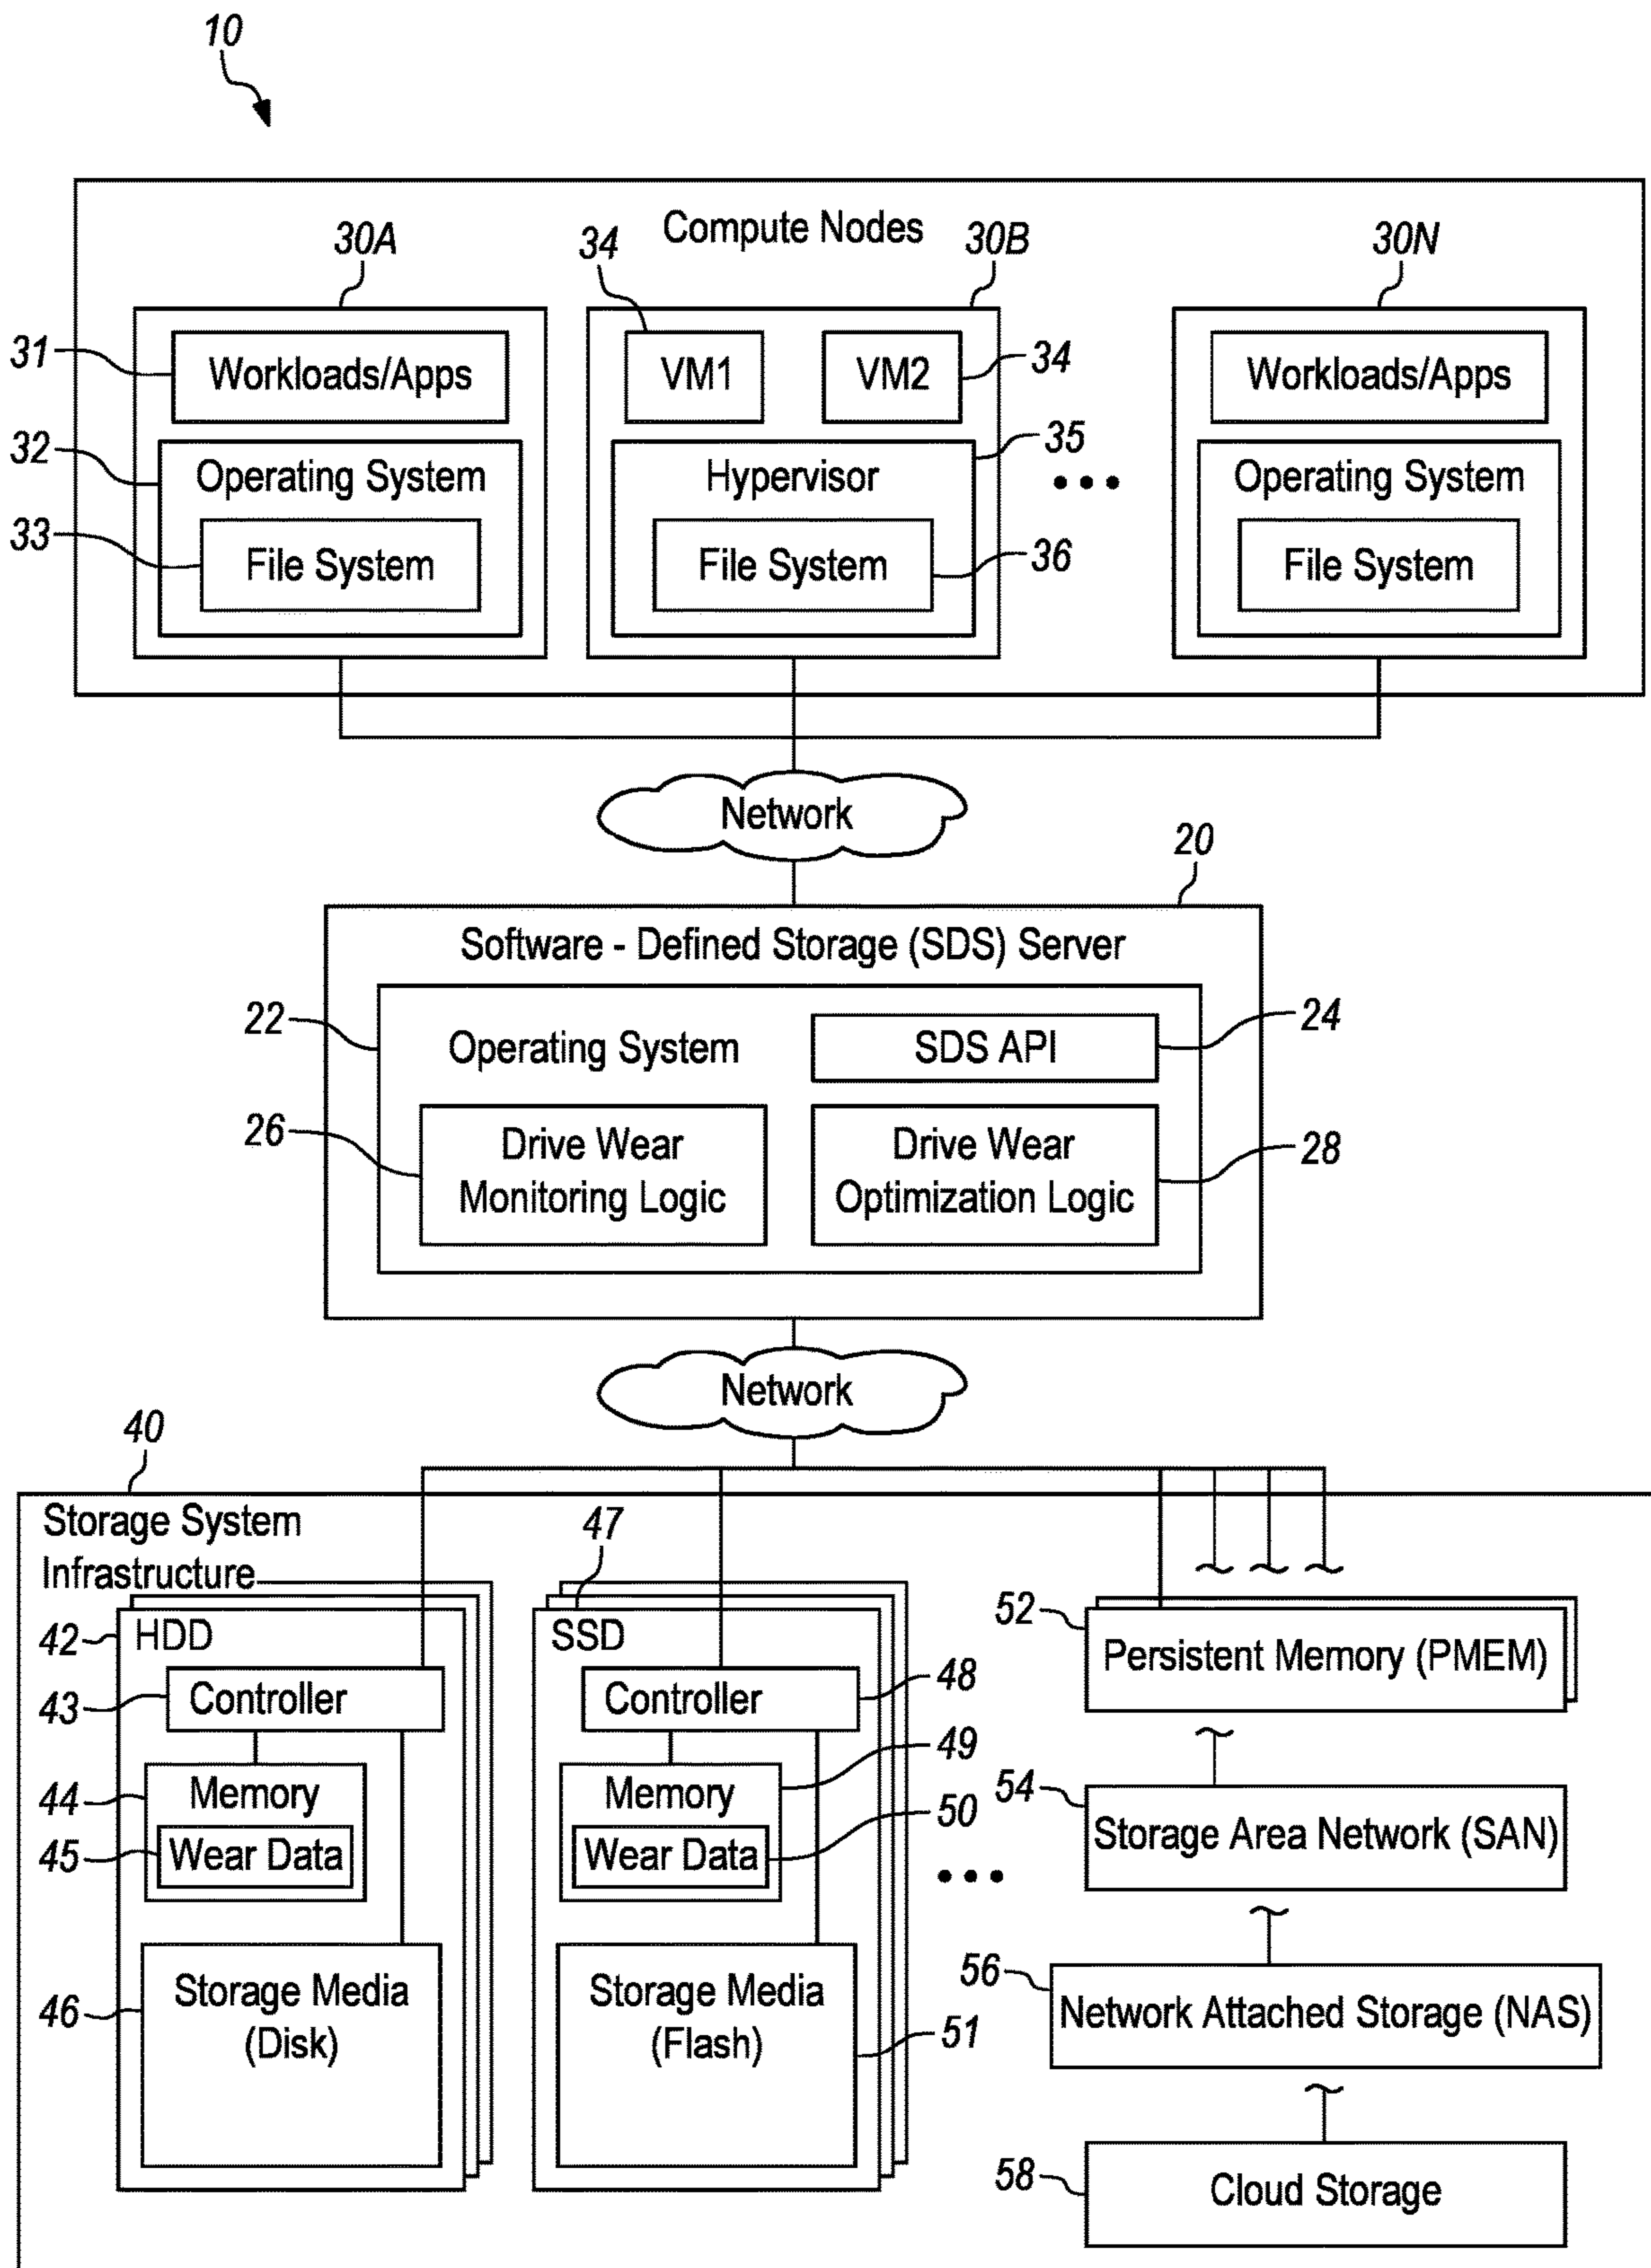 10
Compute Nodes
30A
34
30B
30N
31
Workloads/Apps
VM1
VM2
34
Workloads/Apps
32
Operating System
Hypervisor
35
Operating System
33
File System
File System
36
File System
Network
20
Software - Defined Storage (SDS) Server
22
Operating System
SDS API
24
26
Drive Wear
Monitoring Logic
Drive Wear
Optimization Logic
28
Network
40
Storage System
Infrastructure
47
42
HDD
SSD
52
Persistent Memory (PMEM)
43
Controller
Controller
48
44
Memory
Memory
49
45
Wear Data
Wear Data
50
54
Storage Area Network (SAN)
46
Storage Media
(Disk)
Storage Media
(Flash)
51
56
Network Attached Storage (NAS)
58
Cloud Storage